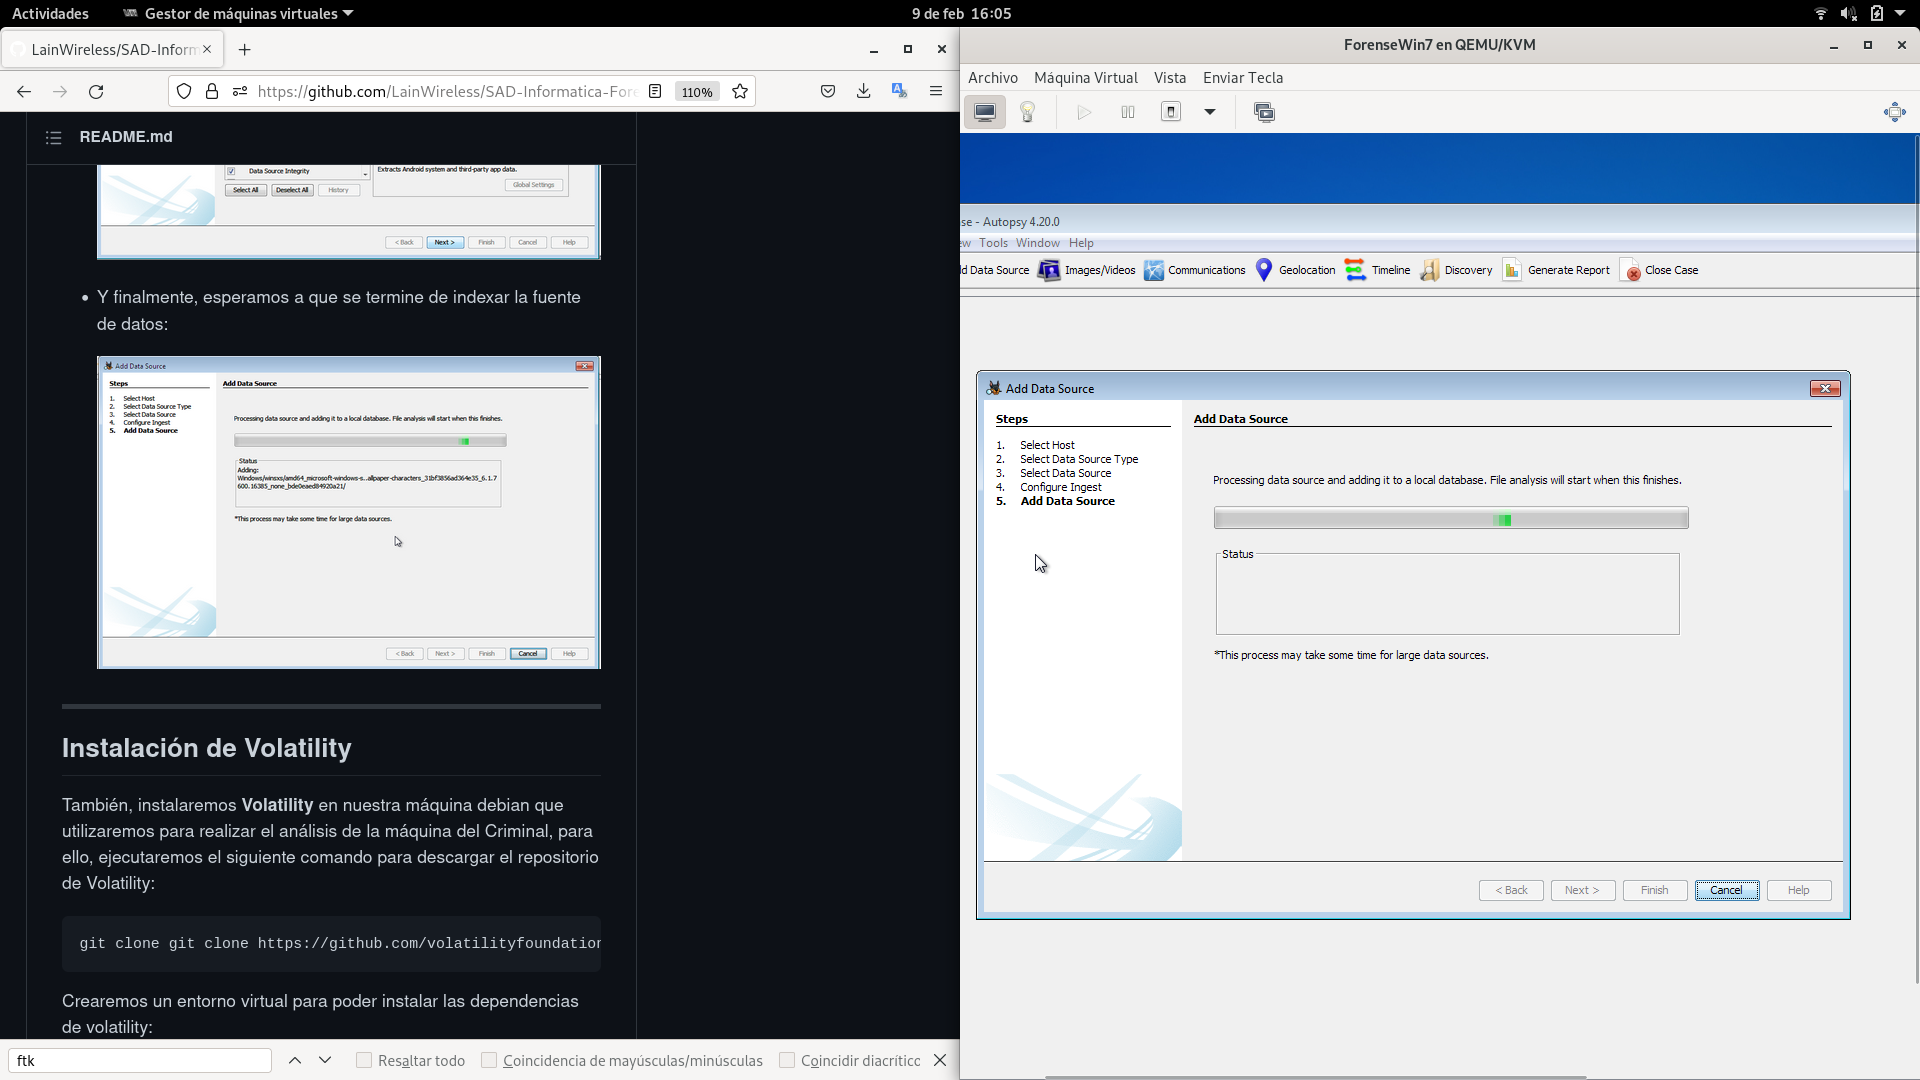 Actividades
Gestor de máquinas virtuales
9 de feb 16:05
LainWireless/SAD-Inform
https://github.com/LainWireless/SAD-Informatica-Fore
110%
README.md
Data Source Integrity
Extracts Android system and third-party app data.
Select All
Deselect All
History
Global Settings
< Back
Next >
Finish
Cancel
Help
Y finalmente, esperamos a que se termine de indexar la fuente
de datos:
Add Data Source
Steps
Add Data Source
1. Select Host
2. Select Data Source Type
3. Select Data Source
4. Configure Ingest
5. Add Data Source
Processing data source and adding it to a local database. File analysis will start when this finishes.
Status
Adding:
Windows/winsxs/amd64_microsoft-windows-s..allpaper-characters_31bf3856ad364e35_6.1.7
600.16385_none_bde0eaed84920a21/
*This process may take some time for large data sources.
< Back
Next >
Finish
Cancel
Help
Instalación de Volatility
También, instalaremos Volatility en nuestra máquina debian que
utilizaremos para realizar el análisis de la máquina del Criminal, para
ello, ejecutaremos el siguiente comando para descargar el repositorio
de Volatility:
git clone git clone https://github.com/volatilityfoundation
Crearemos un entorno virtual para poder instalar las dependencias
de volatility:
ftk
Resaltar todo
Coincidencia de mayúsculas/minúsculas
Coincidir diacrític
ForenseWin7 en QEMU/KVM
Archivo
Máquina Virtual
Vista
Enviar Tecla
se - Autopsy 4.20.0
ew
Tools
Window
Help
d Data Source
Images/Videos
Communications
Geolocation
Timeline
Discovery
Generate Report
Close Case
Add Data Source
Steps
Add Data Source
1. Select Host
2. Select Data Source Type
3. Select Data Source
4. Configure Ingest
5. Add Data Source
Processing data source and adding it to a local database. File analysis will start when this finishes.
Status
*This process may take some time for large data sources.
< Back
Next >
Finish
Cancel
Help